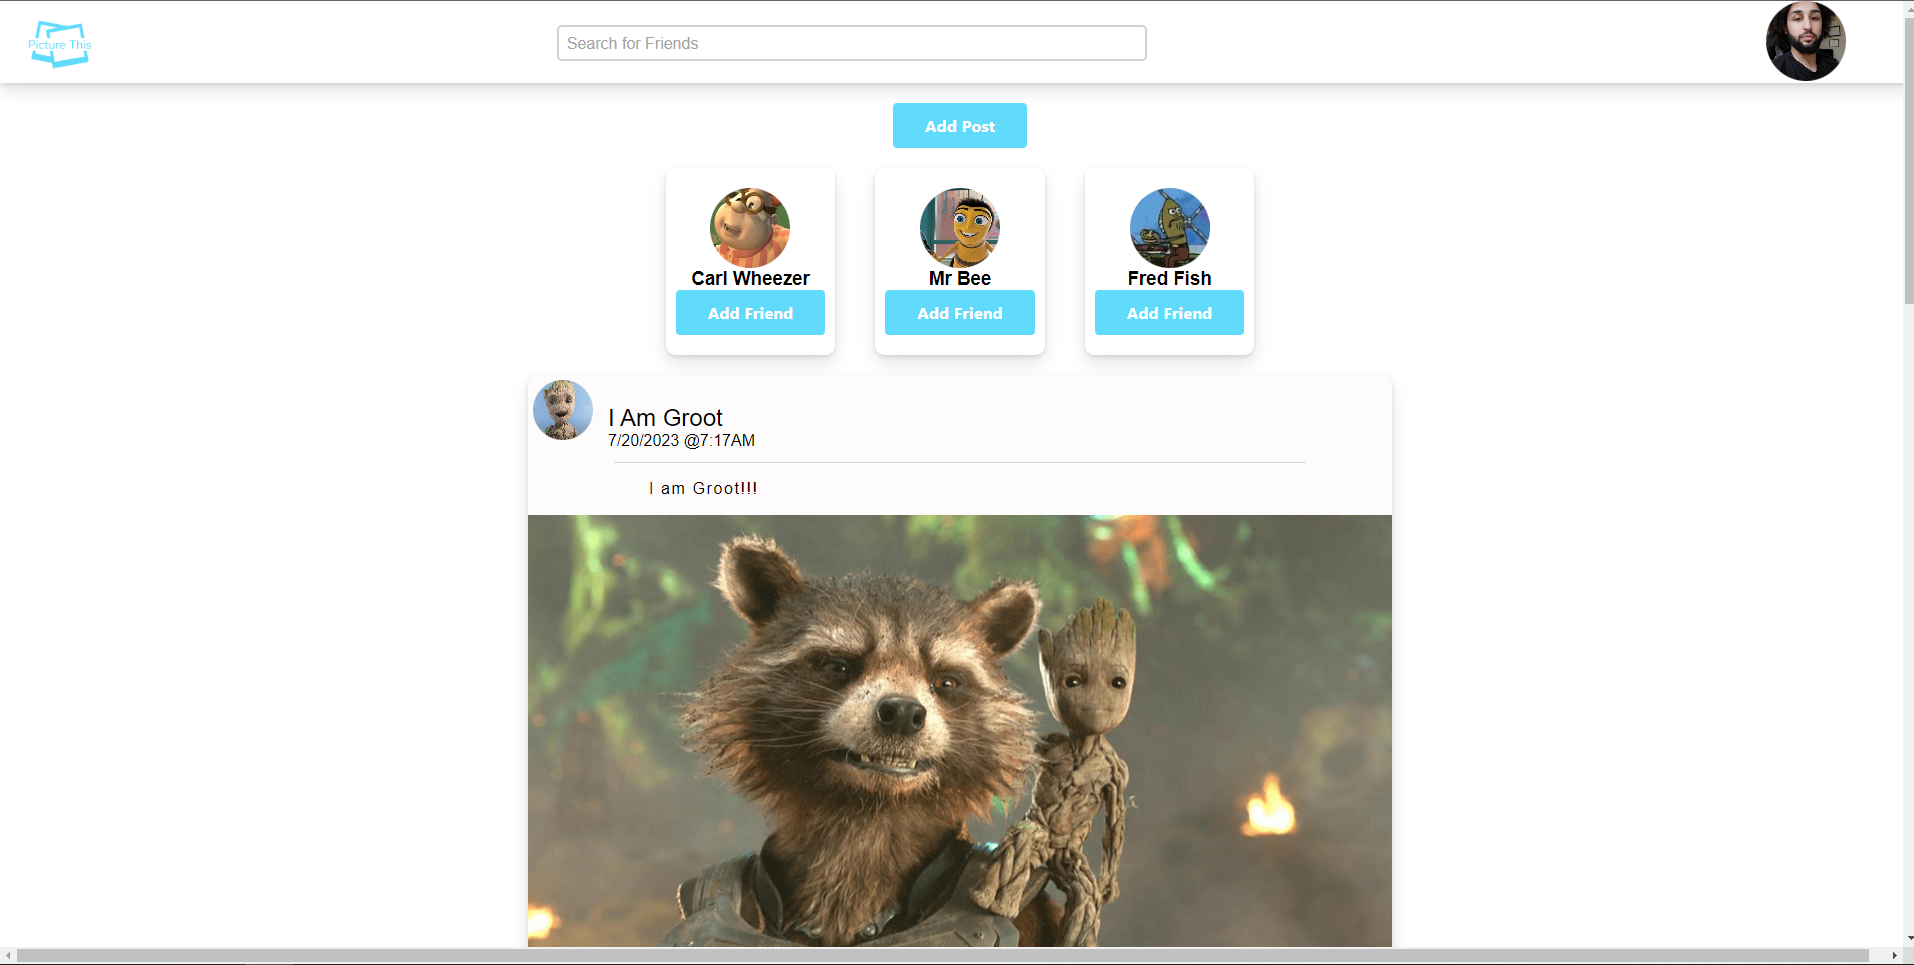 Picture This
Search for Friends
Add Post
Carl Wheezer
Mr Bee
Fred Fish
Add Friend
Add Friend
Add Friend
I Am Groot
7/20/2023 @7:17AM
I am Groot!!!